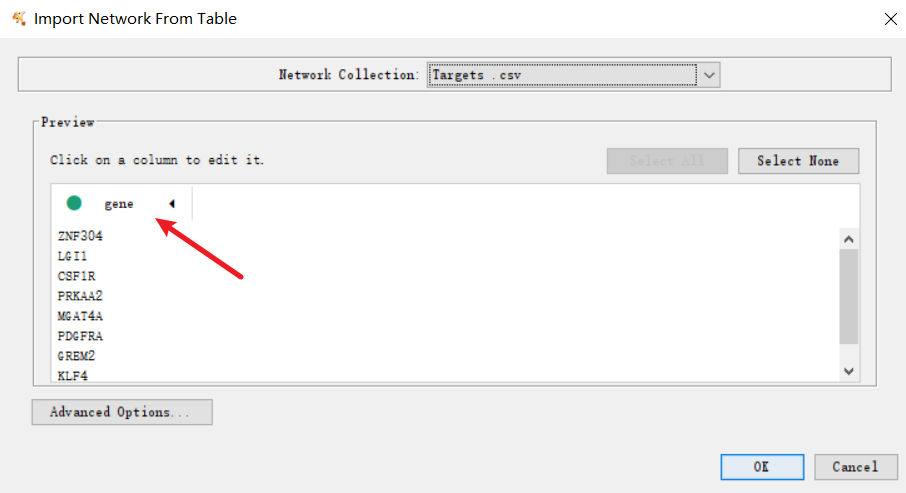 Import Network From Table
Network Collection: Targets .csv
Preview
Click on a column to edit it.
Select All
Select None
gene
ZNF304
LGI1
CSF1R
PRKAA2
MGAT4A
PDGFRA
GREM2
KLF4
Advanced Options...
OK
Cancel